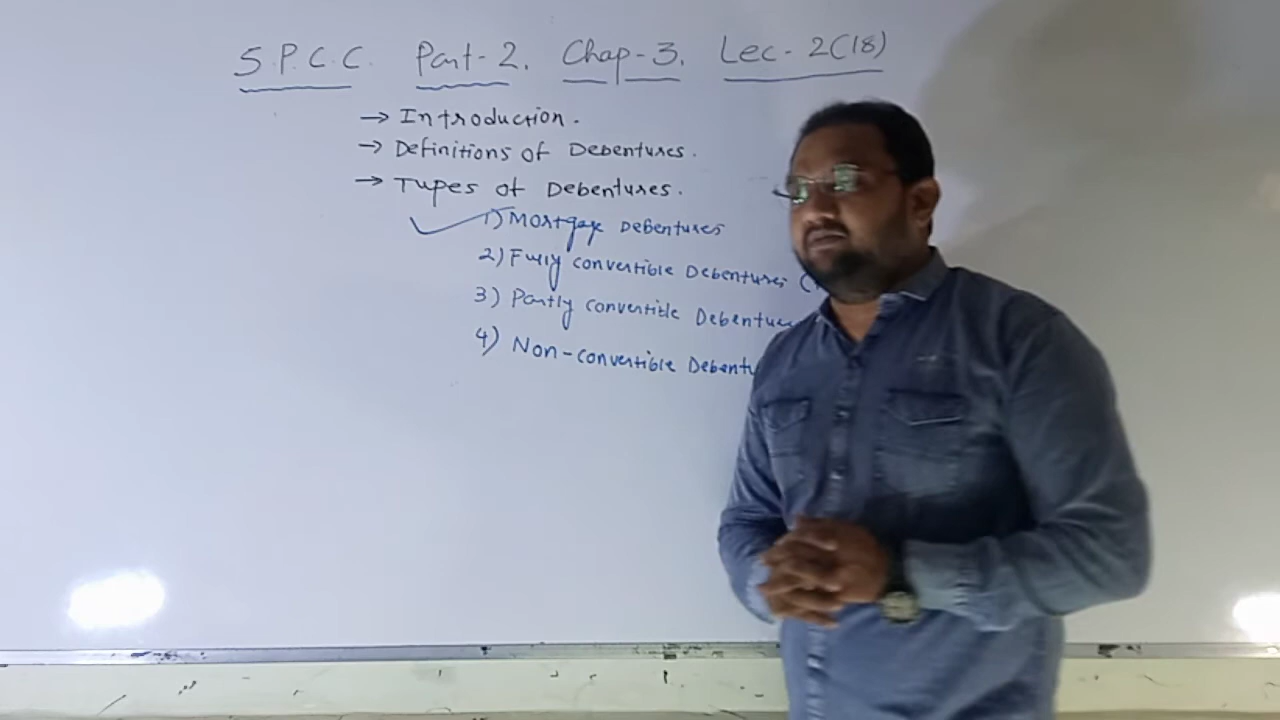 S.P.C.C. Part-2. Chap-3. Lec-2(18)
→ Introduction.
→ Definitions of Debentures.
→ Types of Debentures.
1) Mortgage Debentures
2) Fully convertible Debentures (
3) Partly convertible Debenture
4) Non-convertible Debentu